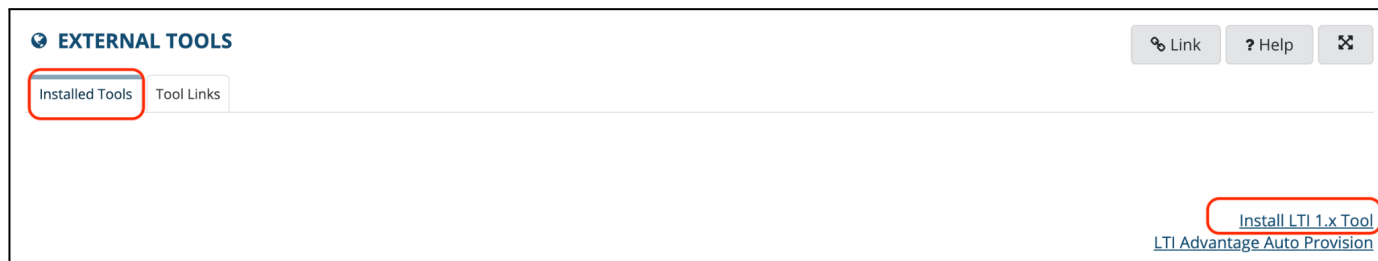 EXTERNAL TOOLS
Link
? Help
Installed Tools
Tool Links
Install LTI 1.x Tool
LTI Advantage Auto Provision